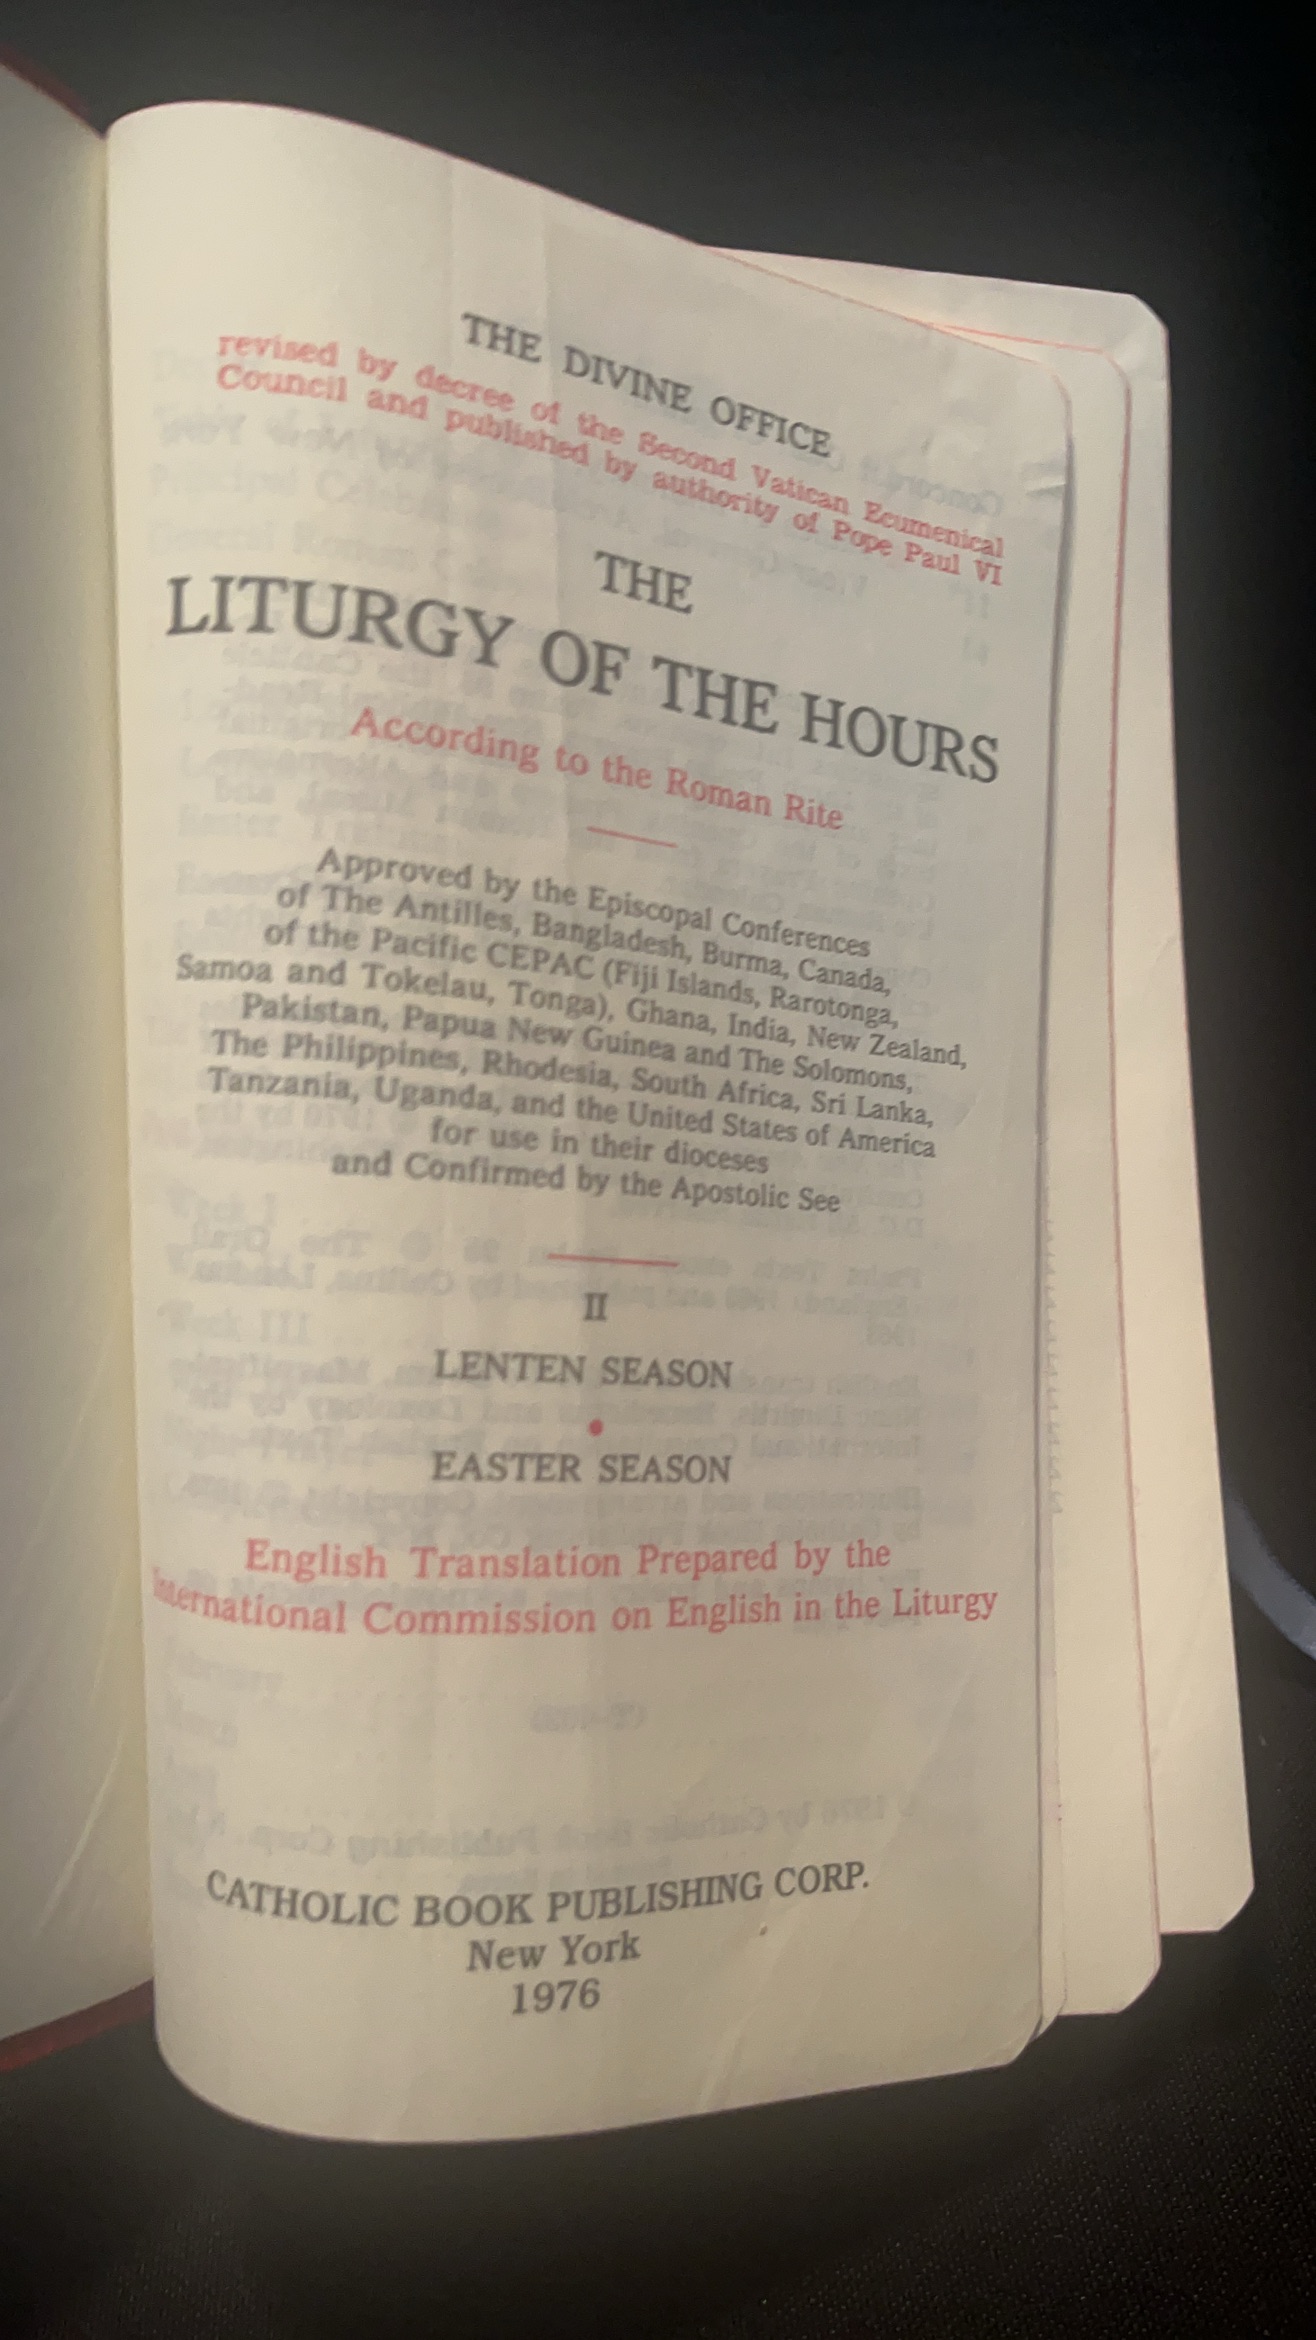 THE DIVINE OFFICE
revised by decree of the Second Vatican Ecumenical
Council and published by authority of Pope Paul VI
THE
LITURGY OF THE HOURS
According to the Roman Rite
Approved by the Episcopal Conferences
of The Antilles, Bangladesh, Burma, Canada,
of the Pacific CEPAC (Fiji Islands, Rarotonga,
Samoa and Tokelau, Tonga), Ghana, India, New Zealand,
Pakistan, Papua New Guinea and The Solomons,
The Philippines, Rhodesia, South Africa, Sri Lanka,
Tanzania, Uganda, and the United States of America
for use in their dioceses
and Confirmed by the Apostolic See
II
LENTEN SEASON
•
EASTER SEASON
English Translation Prepared by the
International Commission on English in the Liturgy
CATHOLIC BOOK PUBLISHING CORP.
New York
1976